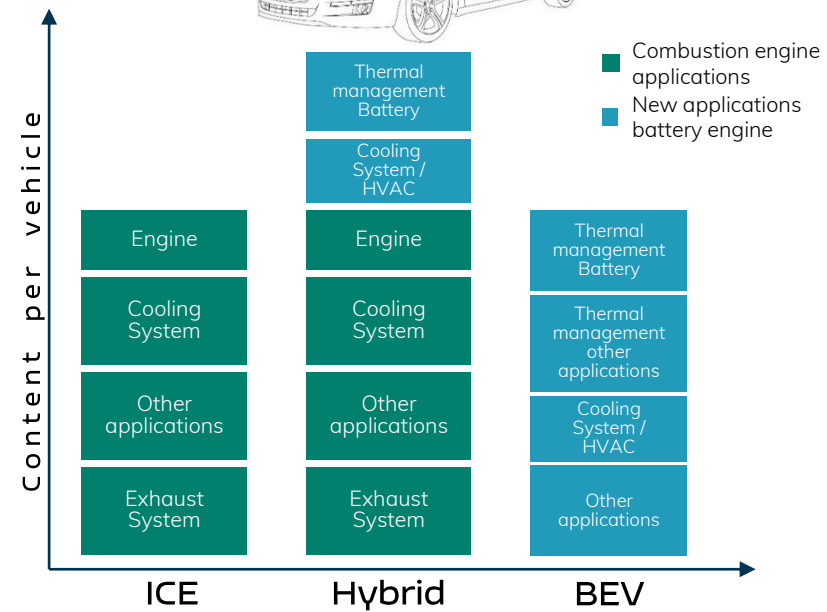 Combustion engine
applications
New applications
battery engine
Content per vehicle
Engine
Cooling
System
Other
applications
Exhaust
System
ICE
Thermal
management
Battery
Cooling
System /
HVAC
Engine
Cooling
System
Other
applications
Exhaust
System
Hybrid
Thermal
management
Battery
Thermal
management
other
applications
Cooling
System /
HVAC
Other
applications
BEV